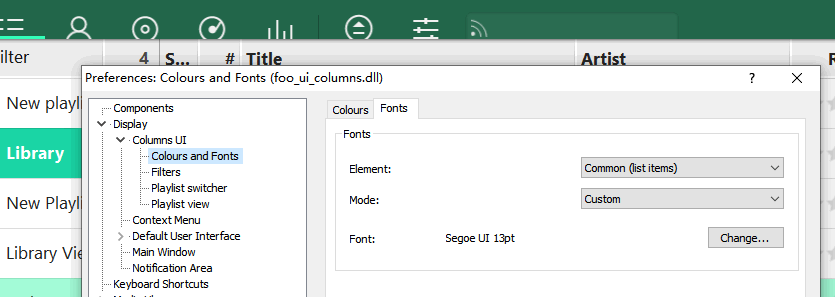 ilter 4 S... # Title Artist R
Preferences: Colours and Fonts (foo_ui_columns.dll) ?
New playl
Library
New Playl
Library Vie
Components
Display
Columns UI
Colours and Fonts
Filters
Playlist switcher
Playlist view
Context Menu
Default User Interface
Main Window
Notification Area
Keyboard Shortcuts
Colours Fonts
Fonts
Element: Common (list items)
Mode: Custom
Font: Segoe UI 13pt Change...